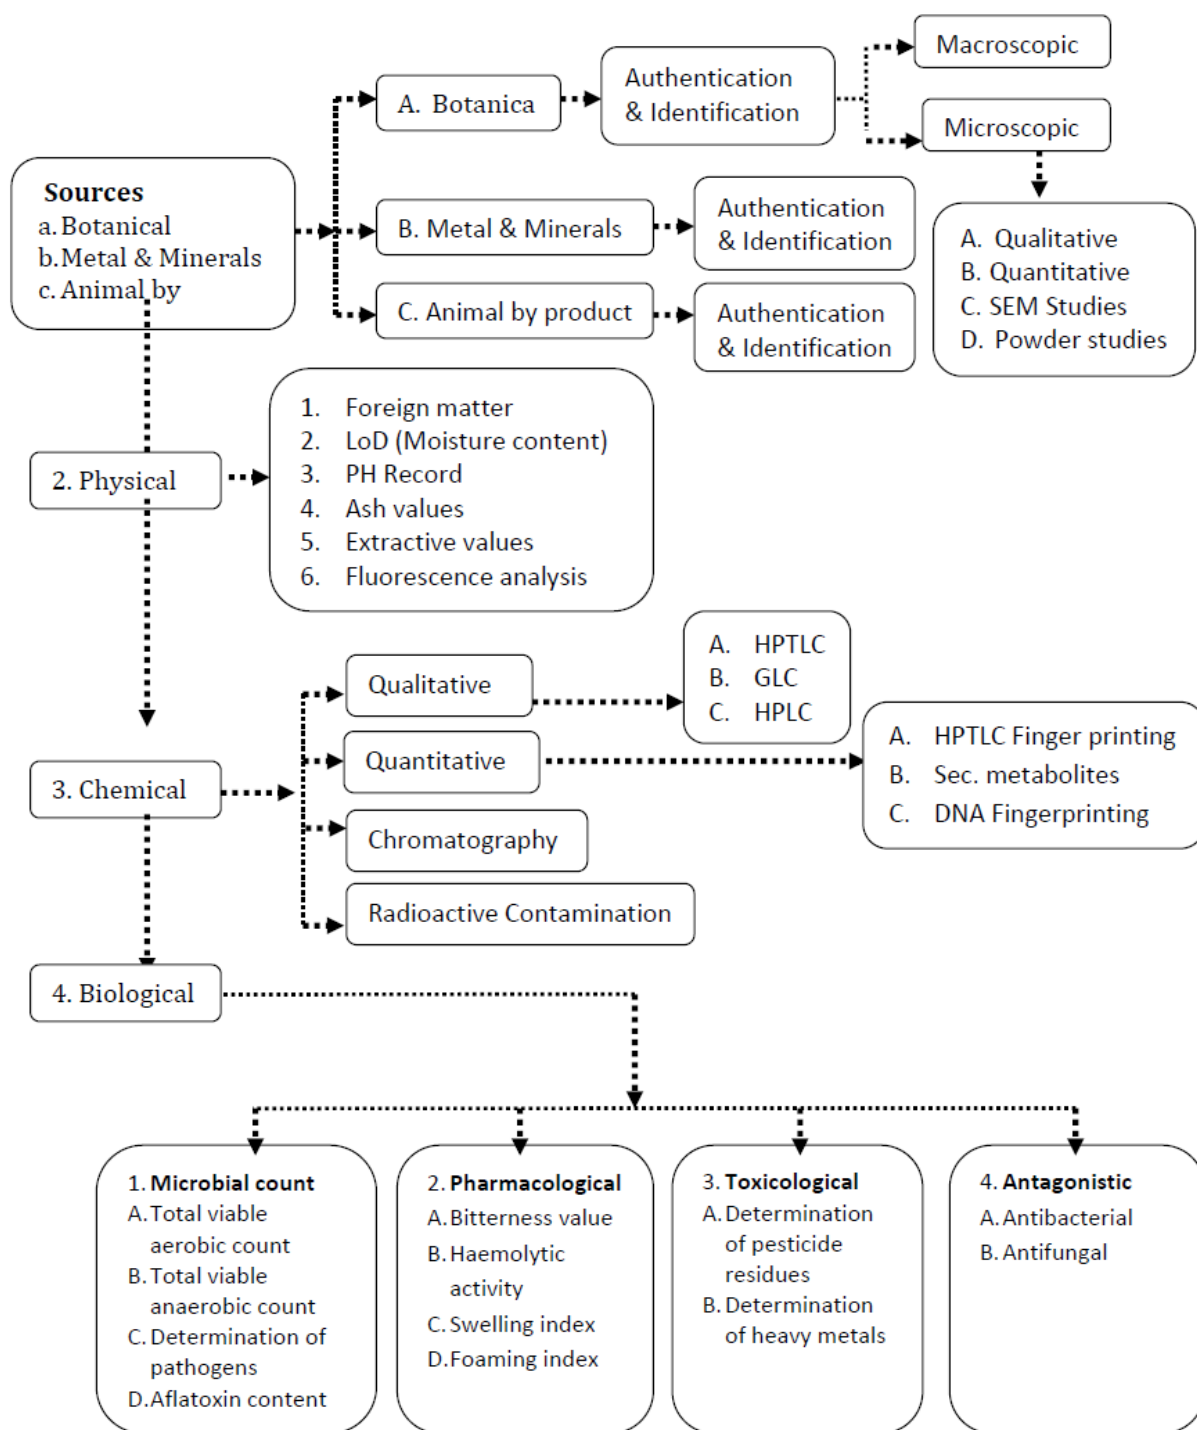 Macroscopic
A. Botanica
Authentication
& Identification
Microscopic
Sources
a. Botanical
b. Metal & Minerals
c. Animal by
B. Metal & Minerals
Authentication
& Identification
C. Animal by product
Authentication
& Identification
A. Qualitative
B. Quantitative
C. SEM Studies
D. Powder studies
2. Physical
1. Foreign matter
2. LoD (Moisture content)
3. PH Record
4. Ash values
5. Extractive values
6. Fluorescence analysis
3. Chemical
Qualitative
A. HPTLC
B. GLC
C. HPLC
Quantitative
A. HPTLC Finger printing
B. Sec. metabolites
C. DNA Fingerprinting
Chromatography
Radioactive Contamination
4. Biological
1. Microbial count
A. Total viable
aerobic count
B. Total viable
anaerobic count
C. Determination of
pathogens
D. Aflatoxin content
2. Pharmacological
A. Bitterness value
B. Haemolytic
activity
C. Swelling index
D. Foaming index
3. Toxicological
A. Determination
of pesticide
residues
B. Determination
of heavy metals
4. Antagonistic
A. Antibacterial
B. Antifungal